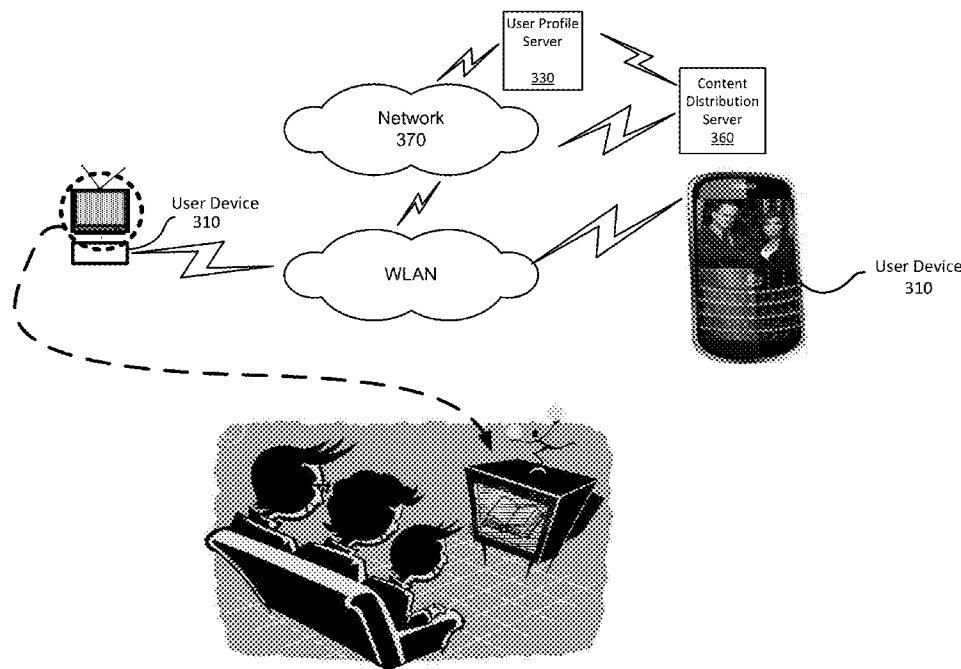 User Profile
Server
330
Content
Distribution
Server
360
Network
370
User Device
310
WLAN
User Device
310